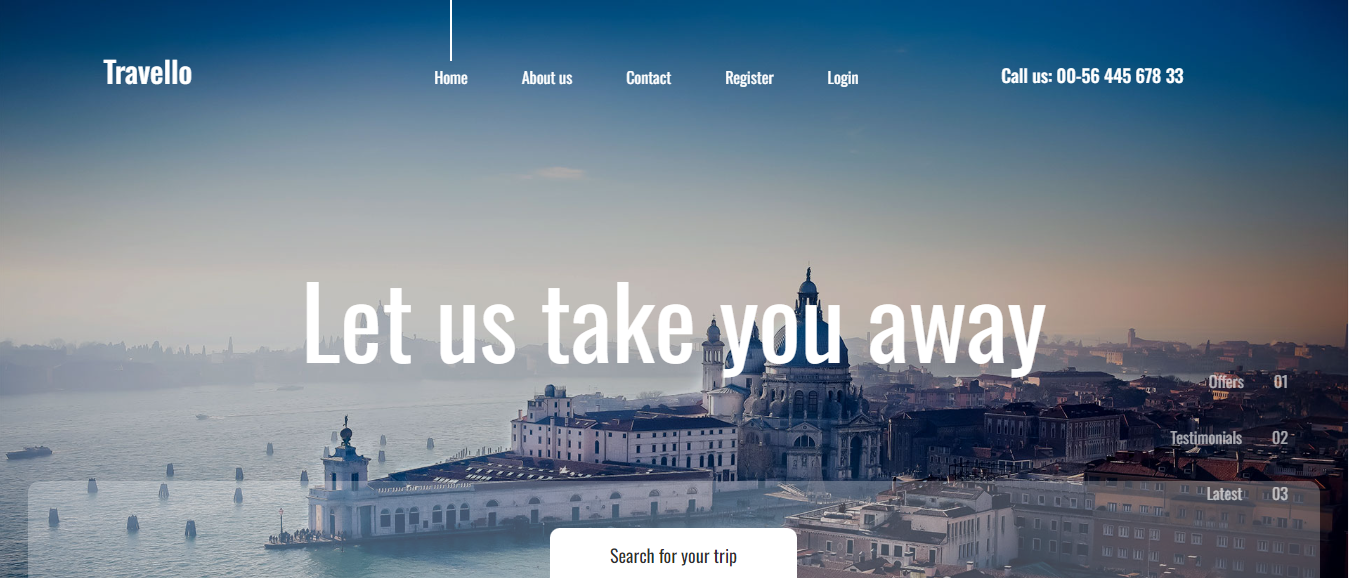 Travello
Home About us Contact Register Login
Call us: 00-56 445 678 33
Let us take you away
Offers 01
Testimonials 02
Latest 03
Search for your trip